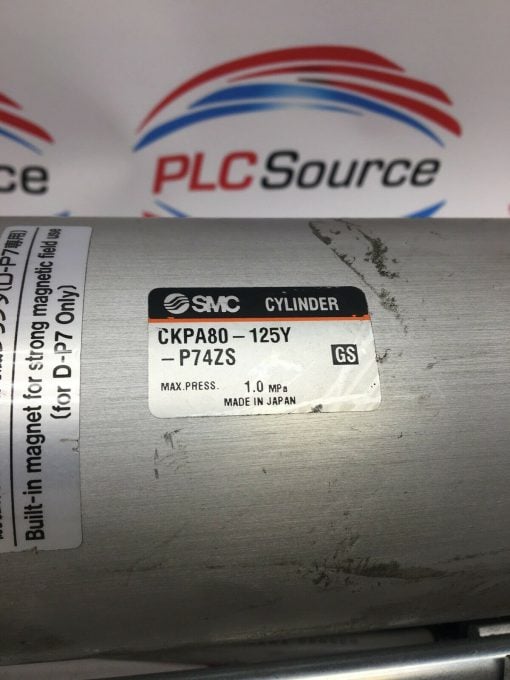 PLCSource
rce
SMC CYLINDER
CKPA80-125Y
-P74ZS
GS
MAX.PRESS. 1.0 MPa
MADE IN JAPAN
Built-in magnet for strong magnetic field use
(for D-P7 Only)